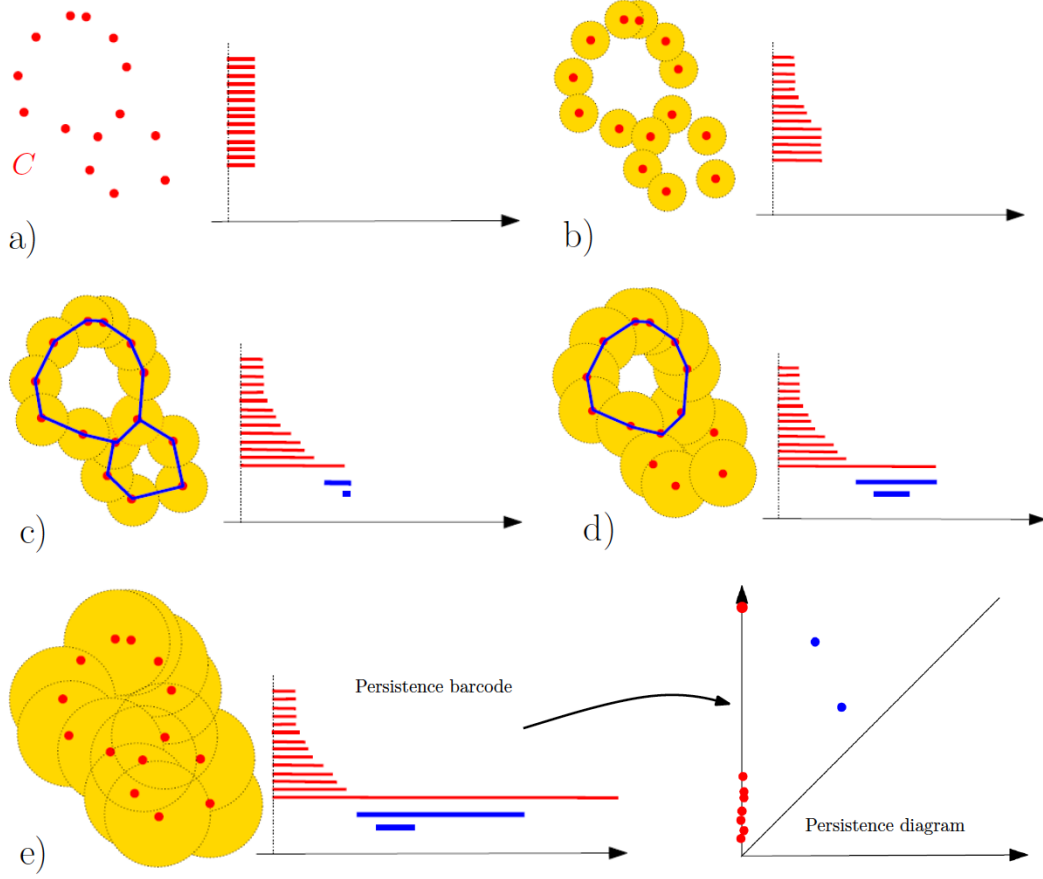 C
a)
b)
c)
d)
Persistence barcode
e)
Persistence diagram